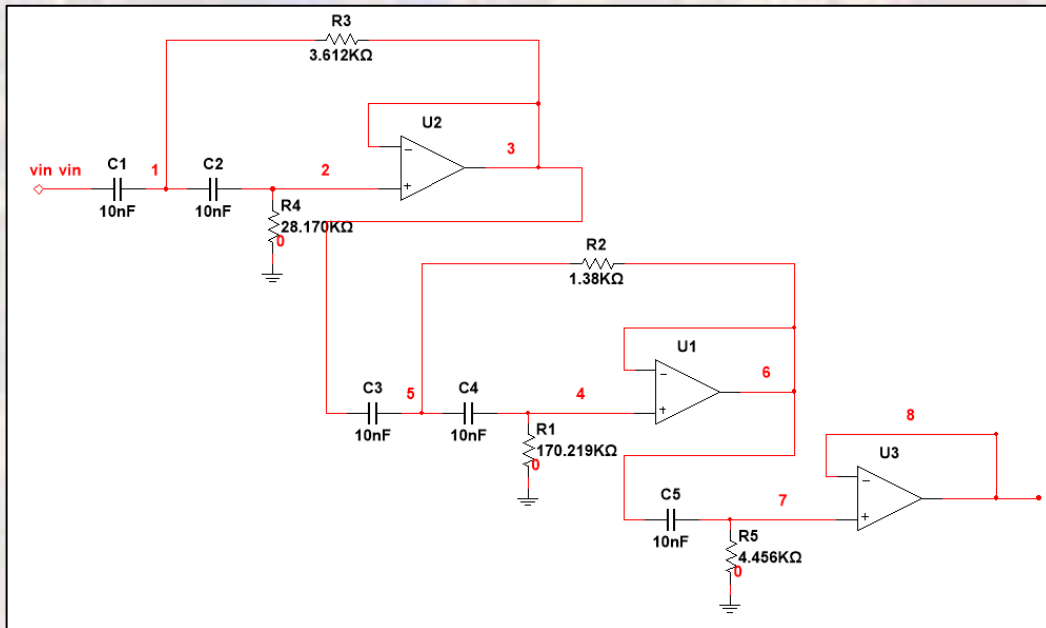 R3
3.612KΩ
U2
3
vin vin
C1
1
C2
2
10nF
10nF
R4
28.170KΩ
0
R2
1.38KΩ
U1
6
C3
5
C4
4
10nF
10nF
R1
170.219KΩ
0
8
U3
C5
7
10nF
R5
4.456KΩ
0